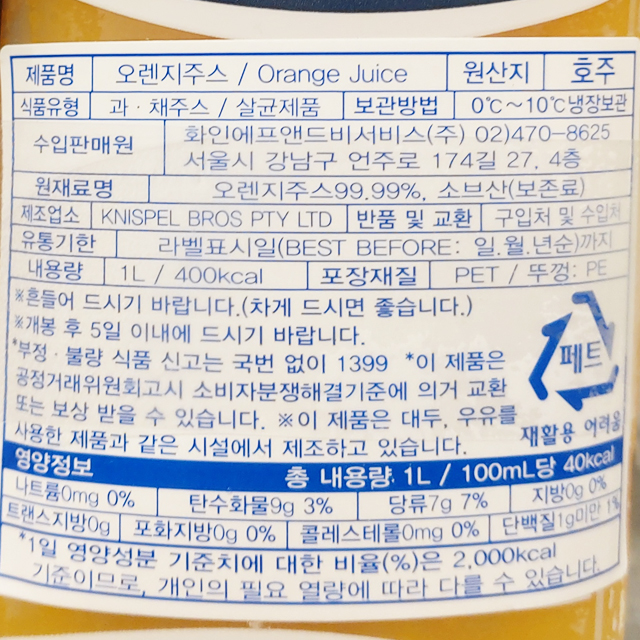 제품명 오렌지주스 / Orange Juice 원산지 호주
식품유형 과 · 채주스 / 살균제품 보관방법 0℃~10℃냉장보관
수입판매원 화인에프앤드비서비스(주) 02)470-8625
서울시 강남구 언주로 174길 27, 4층
원재료명 오렌지주스99.99%, 소브산(보존료)
제조업소 KNISPEL BROS PTY LTD 반품 및 교환 구입처 및 수입처
유통기한 라벨표시일(BEST BEFORE: 일.월.년순)까지
내용량 1L / 400kcal 포장재질 PET / 뚜껑: PE
※흔들어 드시기 바랍니다.(차게 드시면 좋습니다.)
※개봉 후 5일 이내에 드시기 바랍니다.
*부정 · 불량 식품 신고는 국번 없이 1399 *이 제품은
공정거래위원회고시 소비자분쟁해결기준에 의거 교환
또는 보상 받을 수 있습니다. ※이 제품은 대두, 우유를
사용한 제품과 같은 시설에서 제조하고 있습니다.
페트
재활용 어려움
영양정보 총 내용량 1L / 100mL당 40kcal
나트륨0mg 0% 탄수화물9g 3% 당류7g 7% 지방0g 0%
트랜스지방0g 포화지방0g 0% 콜레스테롤0mg 0% 단백질1g미만 1%
*1일 영양성분 기준치에 대한 비율(%)은 2,000kcal
기준이므로, 개인의 필요 열량에 따라 다를 수 있습니다.